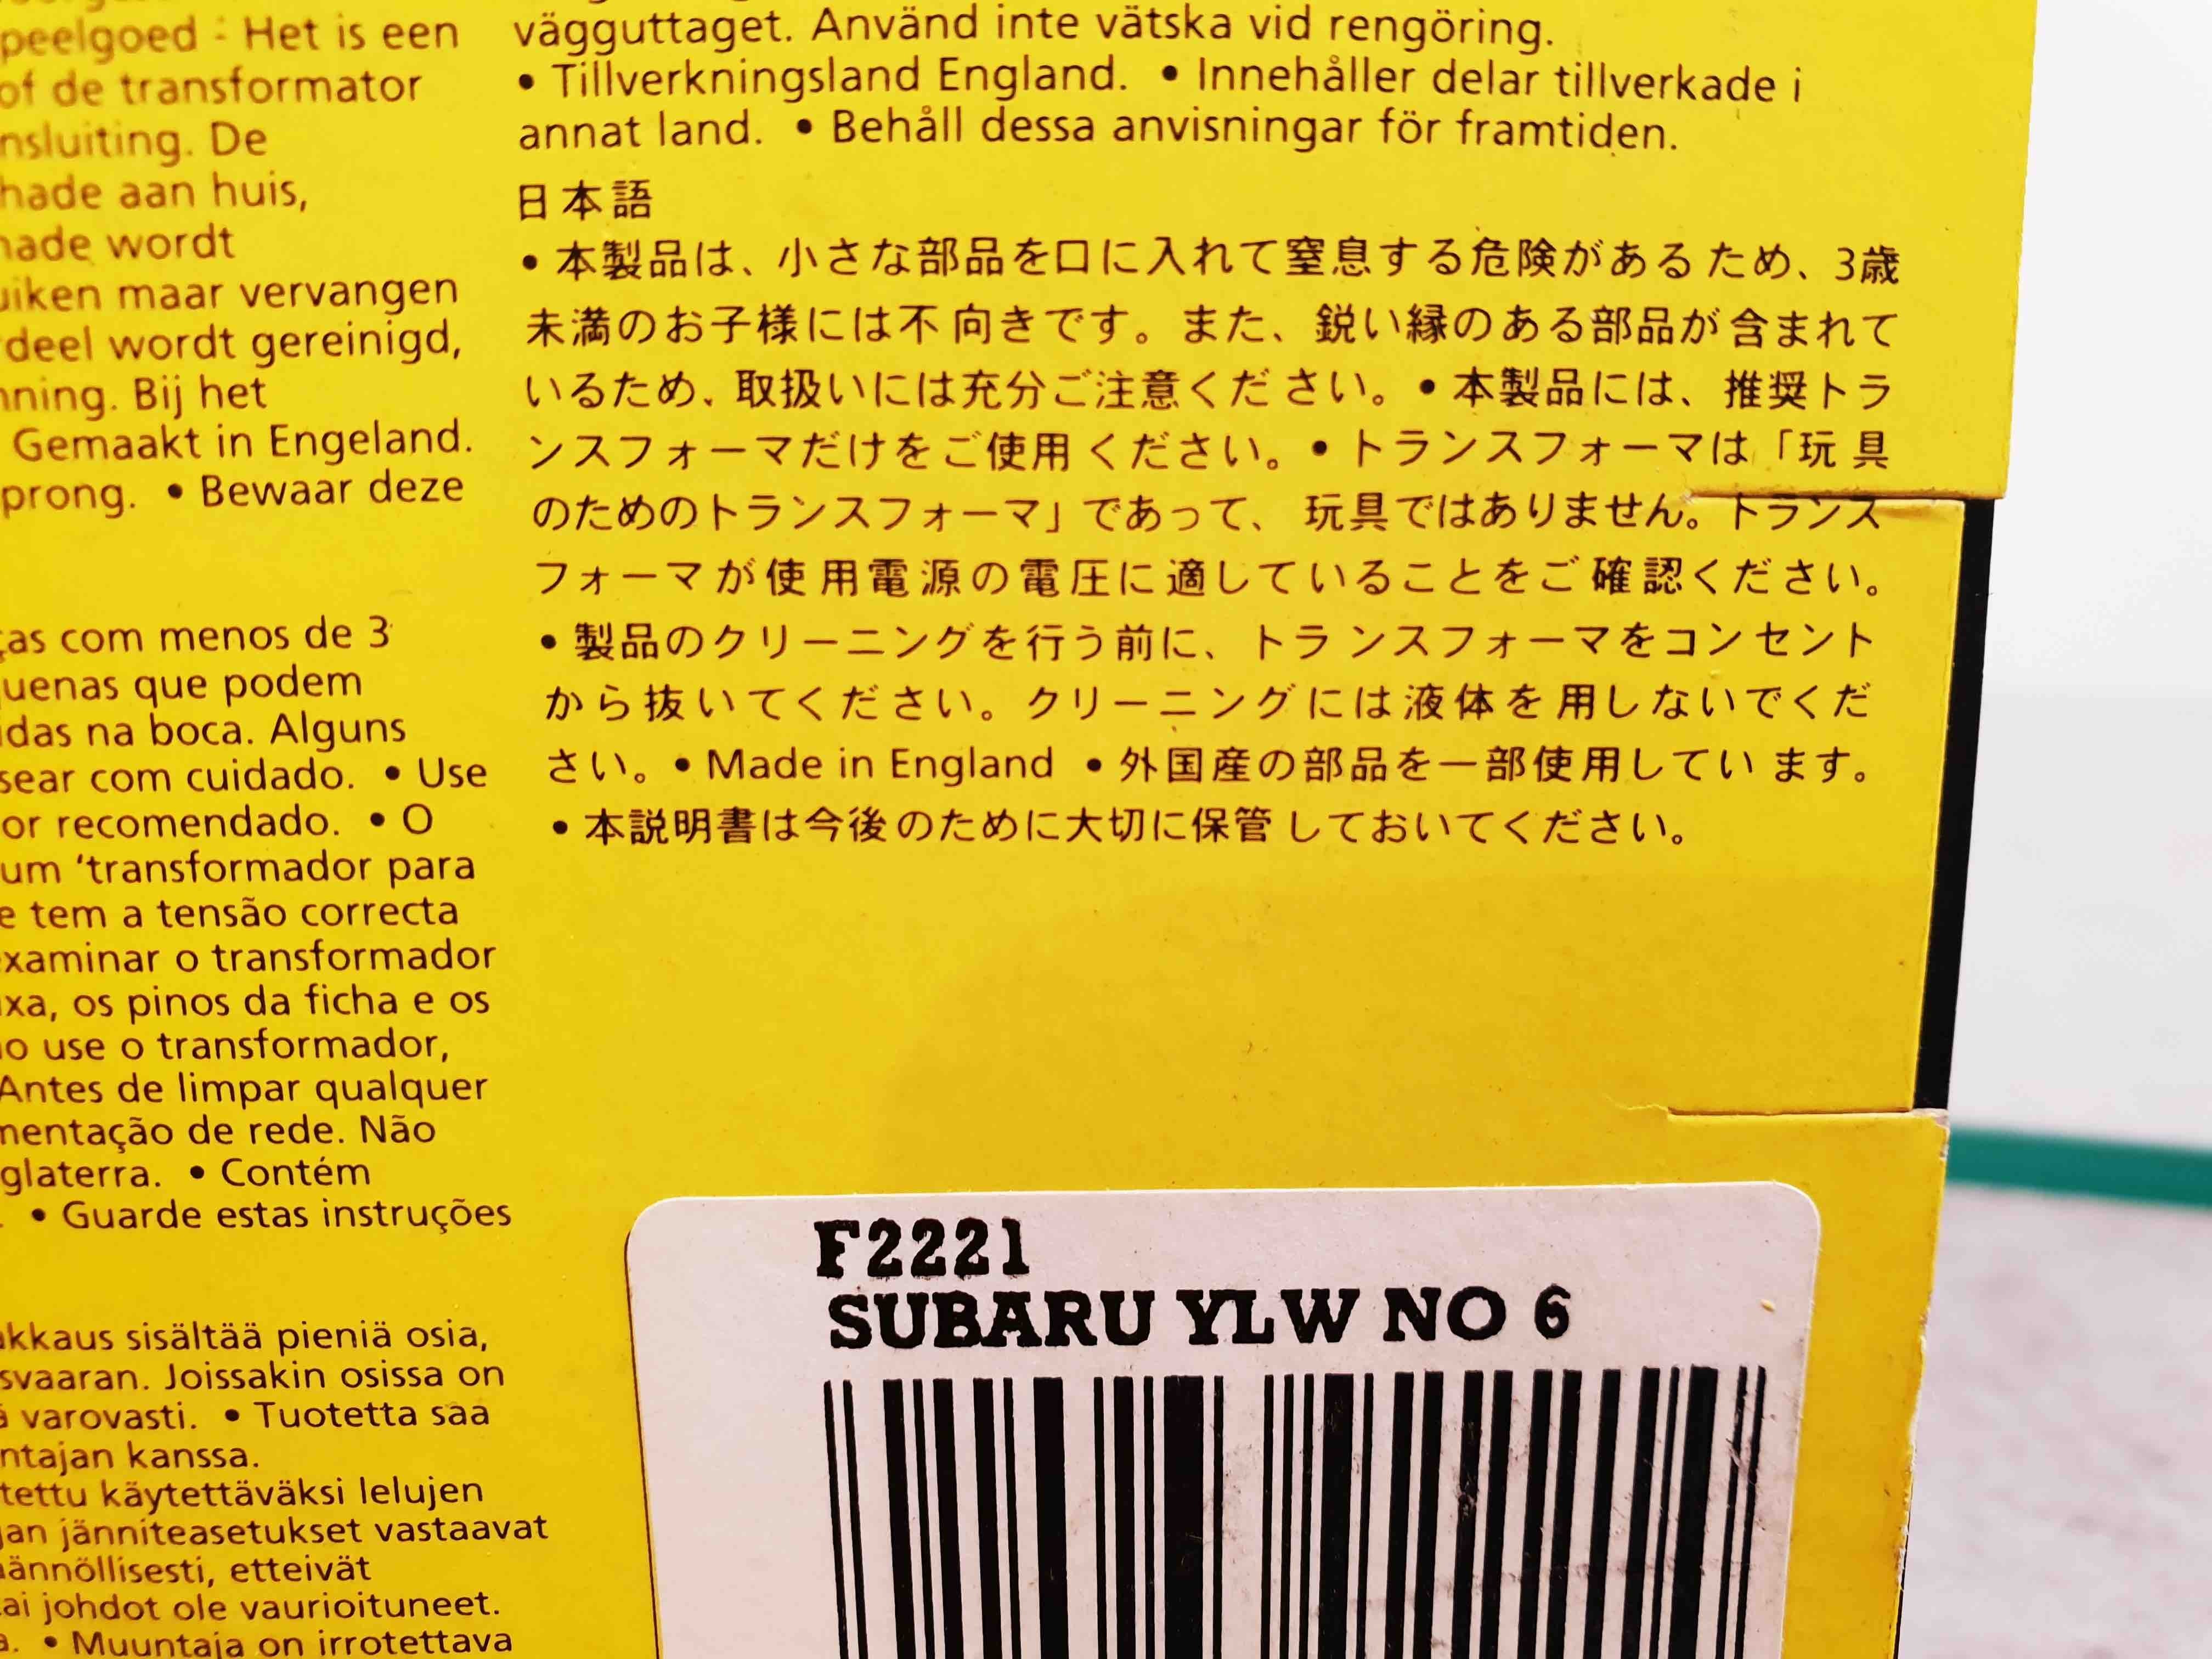 peelgoed : Het is een
of de transformator
nsluiting. De
hade aan huis,
hade wordt
uiken maar vervangen
deel wordt gereinigd,
nning. Bij het
Gemaakt in Engeland.
prong. • Bewaar deze
ças com menos de 3
quenas que podem
idas na boca. Alguns
sear com cuidado. • Use
or recomendado. • O
um ‘transformador para
e tem a tensão correcta
examinar o transformador
ixa, os pinos da ficha e os
ão use o transformador,
Antes de limpar qualquer
mentação de rede. Não
glaterra. • Contém
. • Guarde estas instruções
akkaus sisältää pieniä osia,
svaaran. Joissakin osissa on
ä varovasti. • Tuotetta saa
ntajan kanssa.
tettu käytettäväksi lelujen
jan jänniteasetukset vastaavat
äännöllisesti, etteivät
tai johdot ole vaurioituneet.
a. • Muuntaja on irrotettava
vägguttaget. Använd inte vätska vid rengöring.
• Tillverkningsland England. • Innehåller delar tillverkade i
annat land. • Behåll dessa anvisningar för framtiden.
日本語
• 本製品は、小さな部品を口に入れて窒息する危険があるため、3歳
未満のお子様には不向きです。また、鋭い縁のある部品が含まれて
いるため、取扱いには充分ご注意ください。• 本製品には、推奨トラ
ンスフォーマだけをご使用ください。• トランスフォーマは「玩具
のためのトランスフォーマ」であって、玩具ではありません。トランス
フォーマが使用電源の電圧に適していることをご確認ください。
• 製品のクリーニングを行う前に、トランスフォーマをコンセント
から抜いてください。クリーニングには液体を用しないでくだ
さい。• Made in England • 外国産の部品を一部使用しています。
• 本説明書は今後のために大切に保管しておいてください。
F2221
SUBARU YLW NO 6